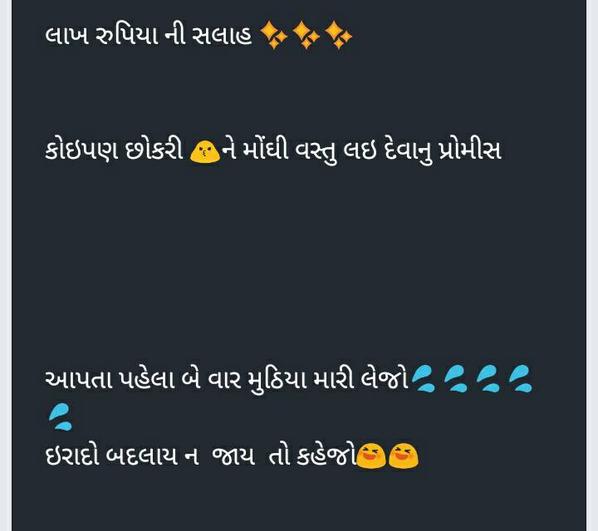 લાખ રુપિયા ની સલાહ ✨✨✨
કોઇપણ છોકરી 😚ને મોંઘી વસ્તુ લઇ દેવાનુ પ્રોમીસ
આપતા પહેલા બે વાર મુઠિયા મારી લેજો💦💦💦💦
💦
ઇરાદો બદલાય ન જાય તો કહેજો😆😆